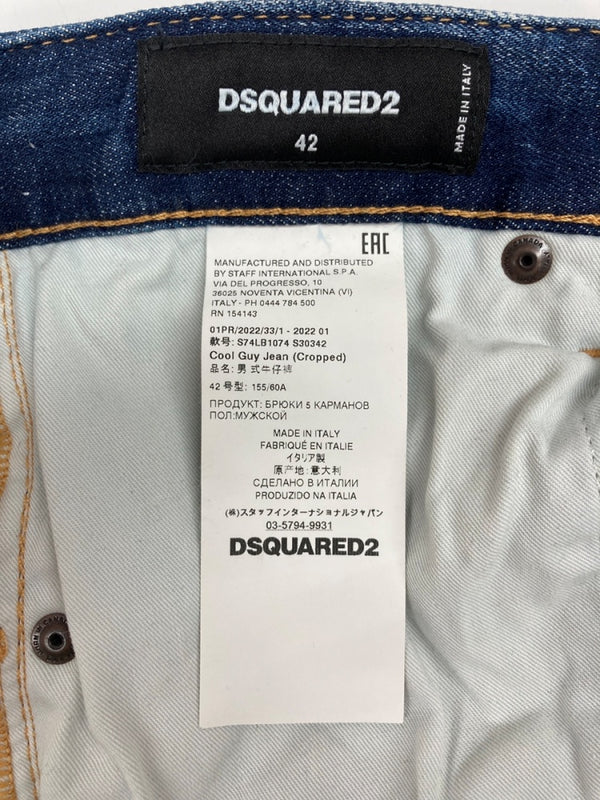 DSQUARED2
42
MADE IN ITALY
EAC
MANUFACTURED AND DISTRIBUTED
BY STAFF INTERNATIONAL S.P.A.
VIA DEL PROGRESSO, 10
36025 NOVENTA VICENTINA (VI)
ITALY - PH 0444 784 500
RN 154143
01PR/2022/33/1 - 2022 01
款号: S74LB1074 S30342
Cool Guy Jean (Cropped)
品名: 男 式牛仔裤
42 号型: 155/60A
ПРОДУКТ: БРЮКИ 5 КАРМАНОВ
ПОЛ:МУЖСКОЙ
MADE IN ITALY
FABRIQUÉ EN ITALIE
イタリア製
原产地: 意大利
СДЕЛАНО В ИТАЛИИ
PRODUZIDO NA ITALIA
(株)スタッフインターナショナルジャパン
03-5794-9931
DSQUARED2